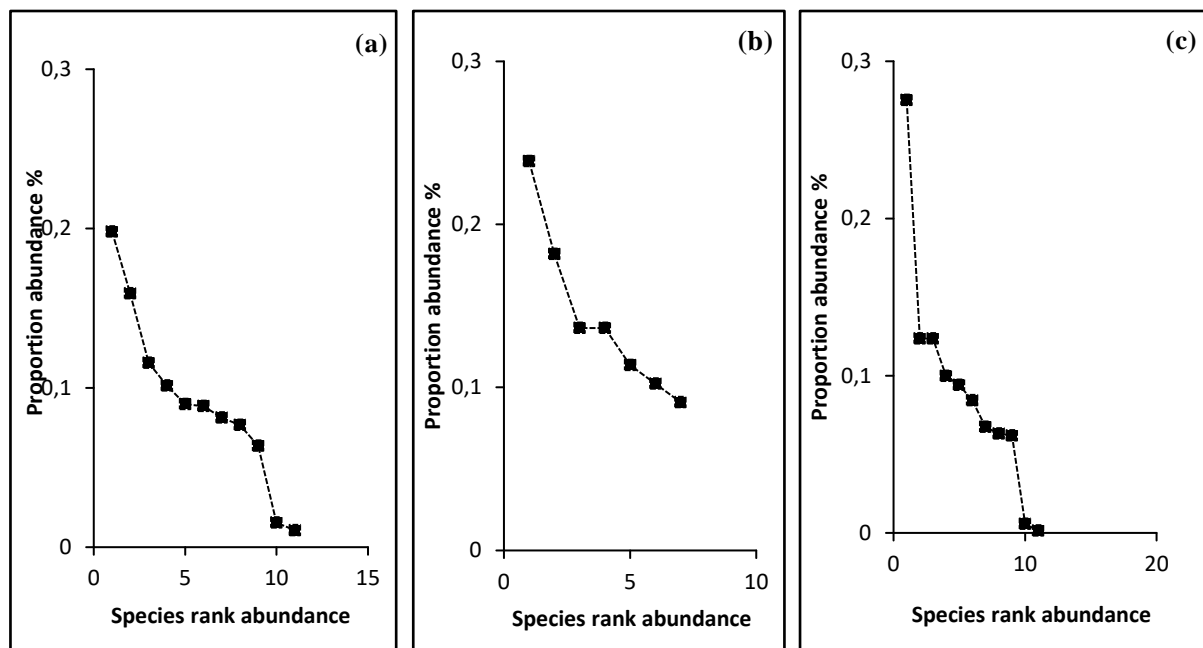 (a)
0,3
0,2
0,1
0
0
5
10
15
Proportion abundance %
Species rank abundance
(b)
0,3
0,2
0,1
0
0
5
10
Proportion abundance %
Species rank abundance
(c)
0,3
0,2
0,1
0
0
10
20
Proportion abundance %
Species rank abundance